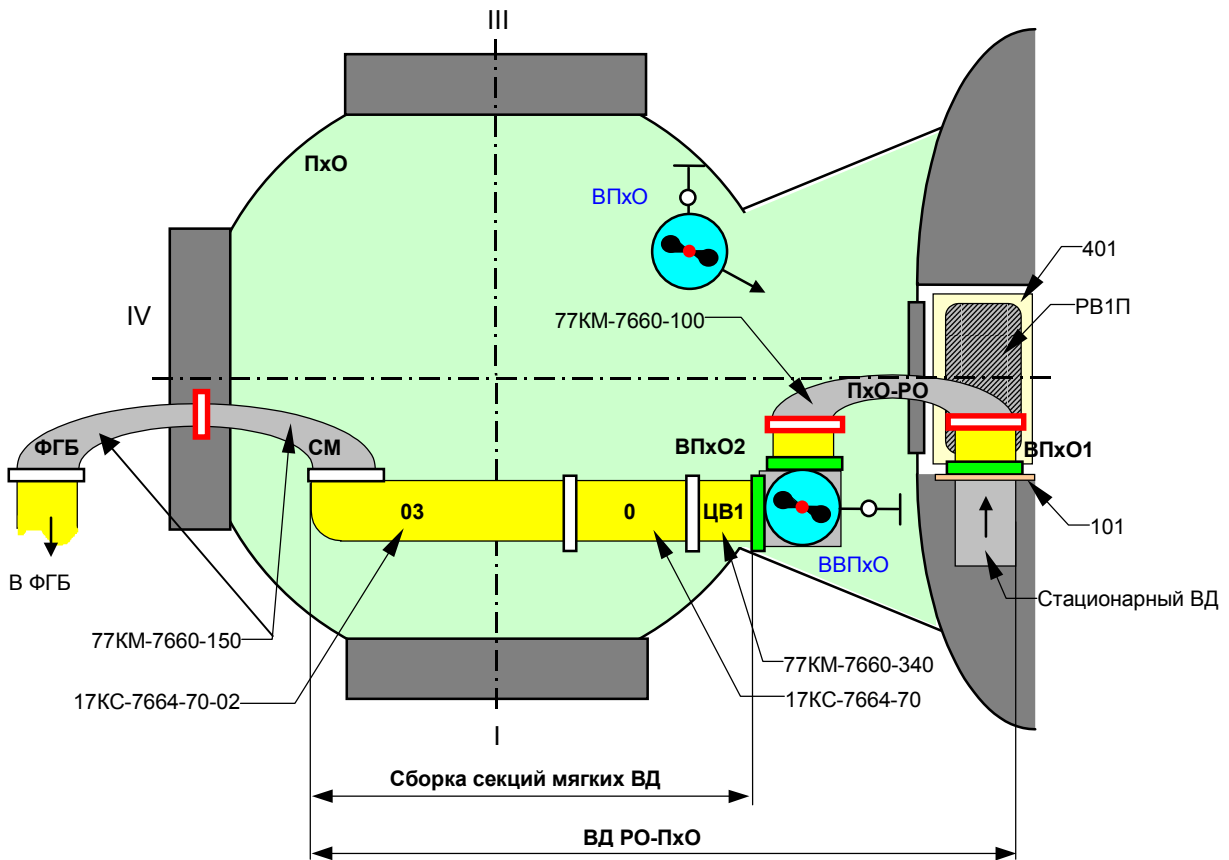 III
ПхО
ВПхО
401
РВ1П
IV
77КМ-7660-100
ПхО-РО
ФГБ
СМ
ВПхО2
ВПхО1
03
0
ЦВ1
101
В ФГБ
ВВПхО
Стационарный ВД
77КМ-7660-150
77КМ-7660-340
17КС-7664-70-02
17КС-7664-70
I
Сборка секций мягких ВД
ВД РО-ПхО